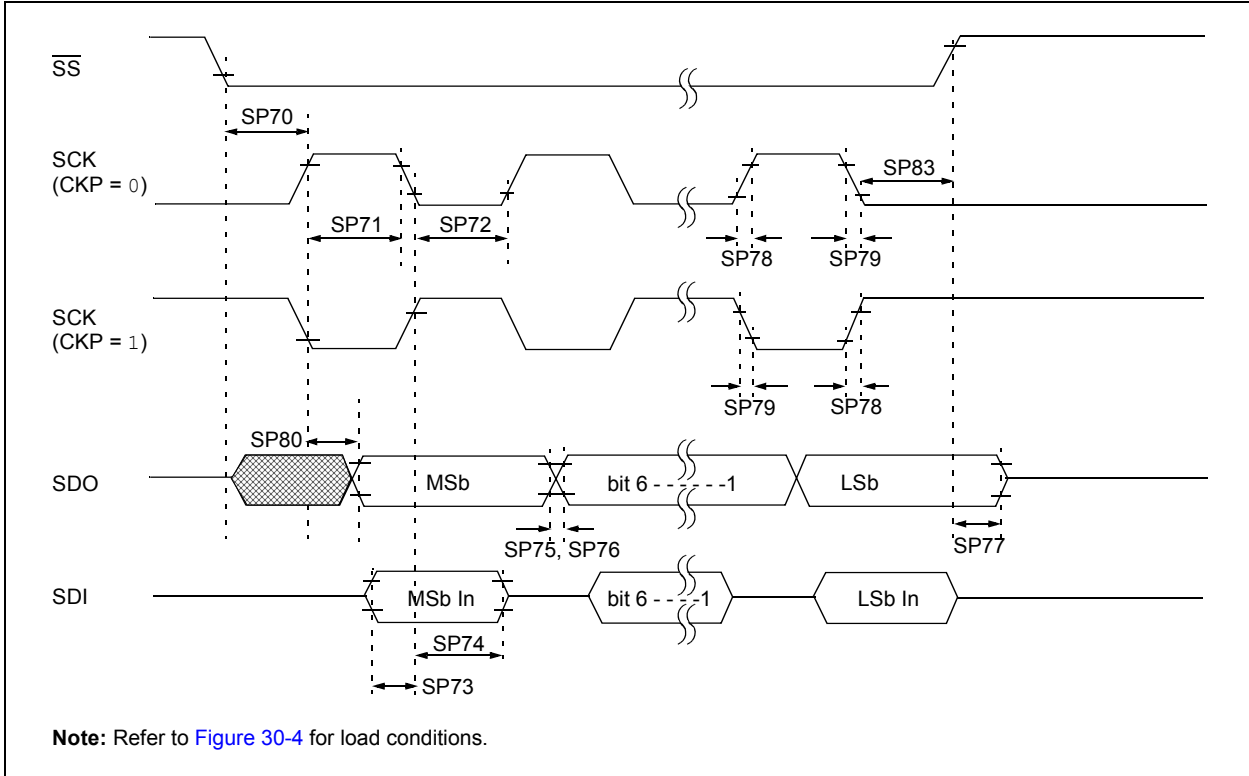 SS
SP70
SCK
(CKP = 0)
SP83
SP71
SP72
SP78
SP79
SCK
(CKP = 1)
SP79
SP78
SP80
SDO
MSb
bit 6 - - - - - -1
LSb
SP75, SP76
SP77
SDI
MSb In
bit 6 - - - -1
LSb In
SP74
SP73
Note: Refer to Figure 30-4 for load conditions.